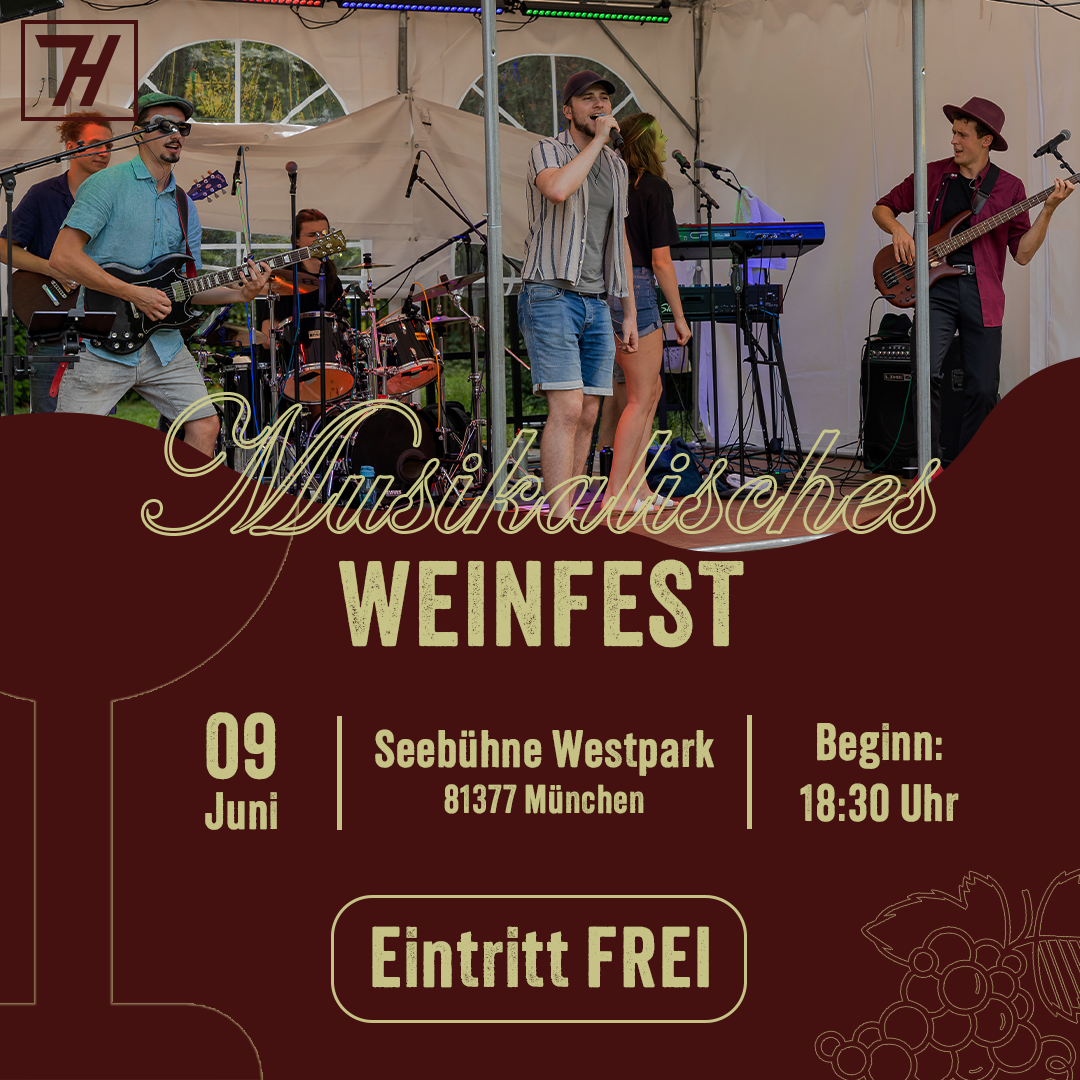 7H
Musikalisches
WEINFEST
09
Juni
Seebühne Westpark
81377 München
Beginn:
18:30 Uhr
Eintritt FREI